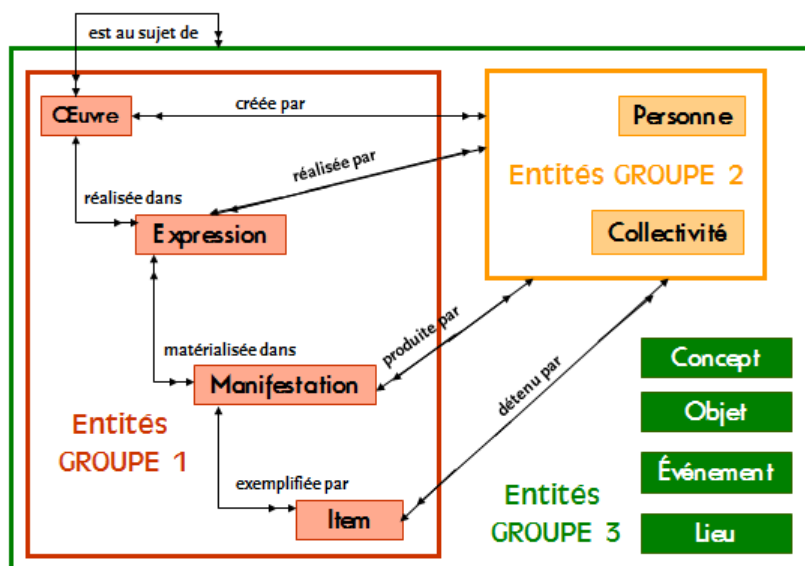 est au sujet de
Œuvre
créée par
Personne
réalisée par
Entités GROUPE 2
réalisée dans
Expression
Collectivité
matérialisée dans
produite par
Manifestation
détenu par
Concept
Objet
Entités
GROUPE 1
exemplifiée par
Item
Événement
Entités
GROUPE 3
Lieu